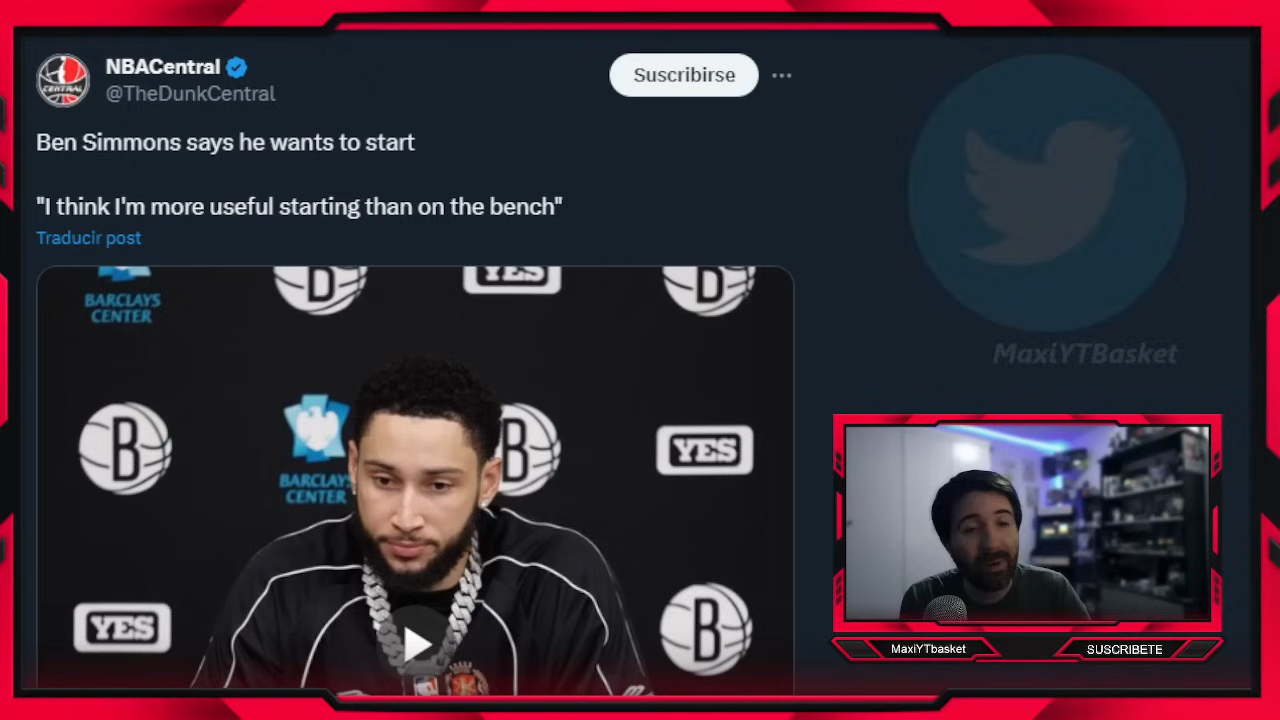 NBACentral
@TheDunkCentral
Suscribirse
Ben Simmons says he wants to start
"I think I'm more useful starting than on the bench"
Traducir post
BARCLAYS
CENTER
B
YES
B
B
BARCLAYS
CENTER
B
YES
YES
B
CENTRAL
MaxiYTBasket
MaxiYTbasket
SUSCRIBETE